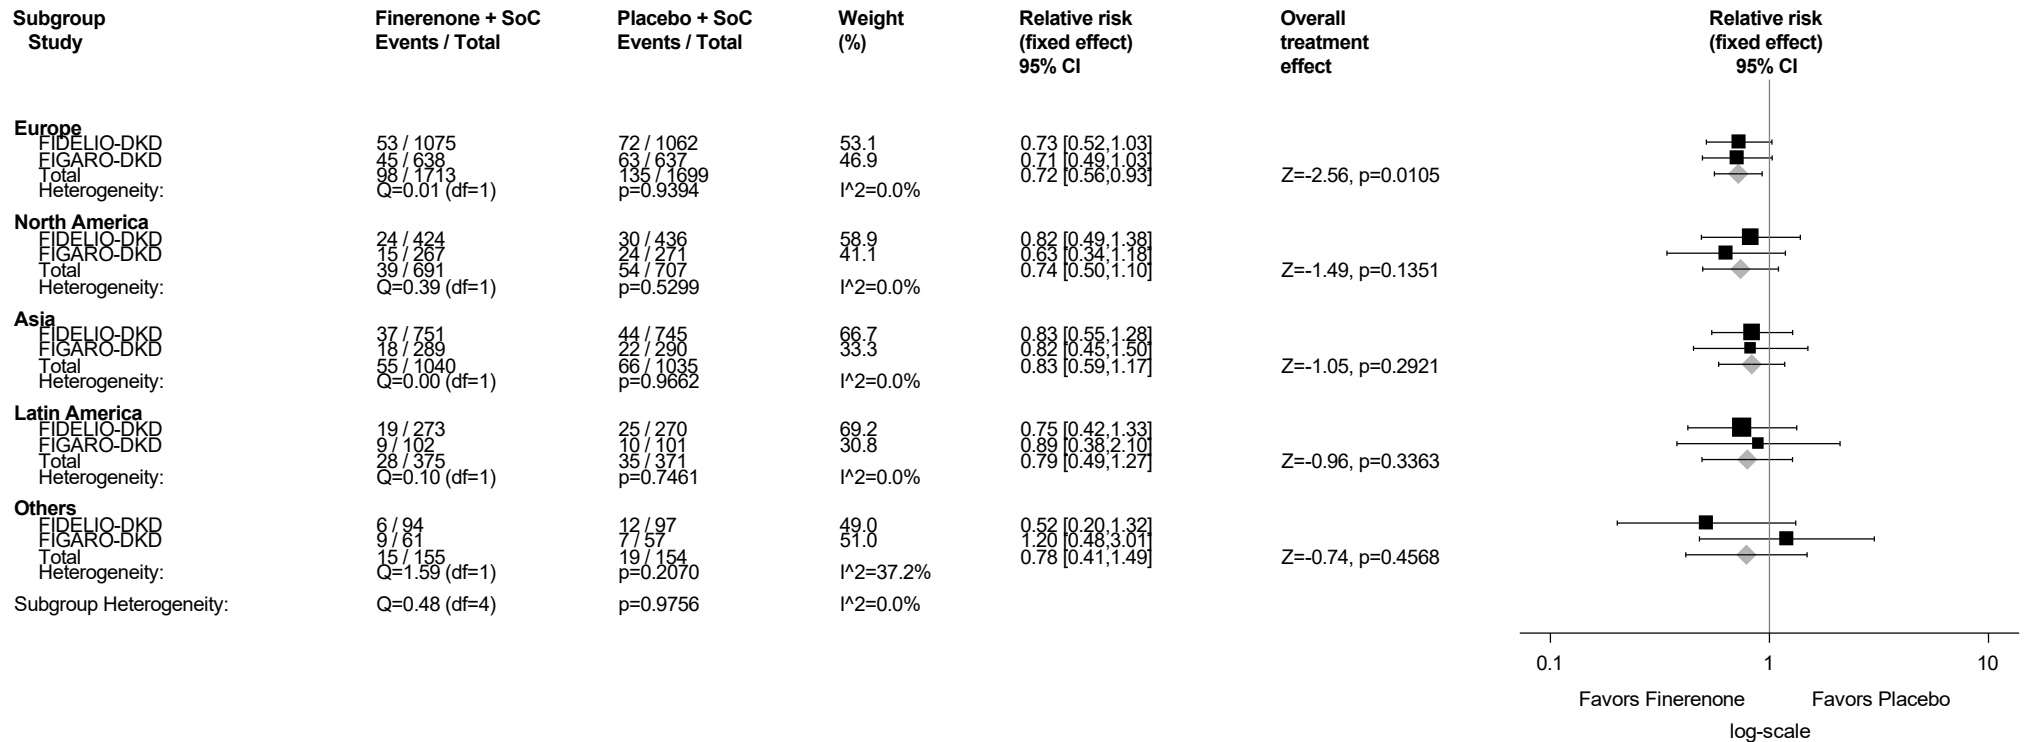 Subgroup Finerenone + SoC Placebo + SoC Weight Relative risk Overall Relative risk
Study Events / Total Events / Total (%) (fixed effect) treatment (fixed effect)
95% CI effect 95% CI
Europe
FIDELIO-DKD 53 / 1075 72 / 1062 53.1 0.73 [0.52,1.03]
FIGARO-DKD 45 / 638 63 / 637 46.9 0.71 [0.49,1.03]
Total 98 / 1713 135 / 1699 0.72 [0.56,0.93] Z=-2.56, p=0.0105
Heterogeneity: Q=0.01 (df=1) p=0.9394 I^2=0.0%
North America
FIDELIO-DKD 24 / 424 30 / 436 58.9 0.82 [0.49,1.38]
FIGARO-DKD 15 / 267 24 / 271 41.1 0.63 [0.34,1.18]
Total 39 / 691 54 / 707 0.74 [0.50,1.10] Z=-1.49, p=0.1351
Heterogeneity: Q=0.39 (df=1) p=0.5299 I^2=0.0%
Asia
FIDELIO-DKD 37 / 751 44 / 745 66.7 0.83 [0.55,1.28]
FIGARO-DKD 18 / 289 22 / 290 33.3 0.82 [0.45,1.50]
Total 55 / 1040 66 / 1035 0.83 [0.59,1.17] Z=-1.05, p=0.2921
Heterogeneity: Q=0.00 (df=1) p=0.9662 I^2=0.0%
Latin America
FIDELIO-DKD 19 / 273 25 / 270 69.2 0.75 [0.42,1.33]
FIGARO-DKD 9 / 102 10 / 101 30.8 0.89 [0.38,2.10]
Total 28 / 375 35 / 371 0.79 [0.49,1.27] Z=-0.96, p=0.3363
Heterogeneity: Q=0.10 (df=1) p=0.7461 I^2=0.0%
Others
FIDELIO-DKD 6 / 94 12 / 97 49.0 0.52 [0.20,1.32]
FIGARO-DKD 9 / 61 7 / 57 51.0 1.20 [0.48,3.01]
Total 15 / 155 19 / 154 0.78 [0.41,1.49] Z=-0.74, p=0.4568
Heterogeneity: Q=1.59 (df=1) p=0.2070 I^2=37.2%
Subgroup Heterogeneity: Q=0.48 (df=4) p=0.9756 I^2=0.0%
0.1 1 10
Favors Finerenone Favors Placebo
log-scale